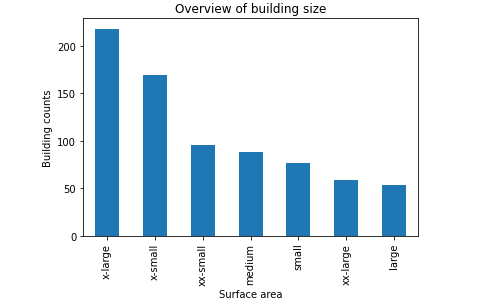 Overview of building size
200
150
100
50
0
Building counts
x-large
x-small
xx-small
medium
small
xx-large
large
Surface area